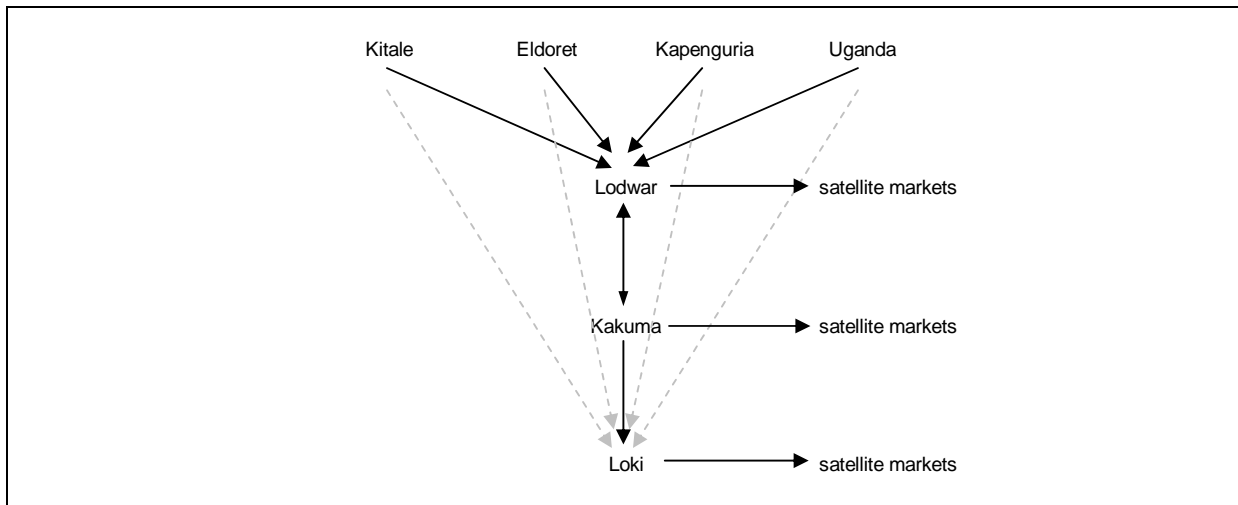 Kitale Eldoret Kapenguria Uganda
Lodwar satellite markets
Kakuma satellite markets
Loki satellite markets